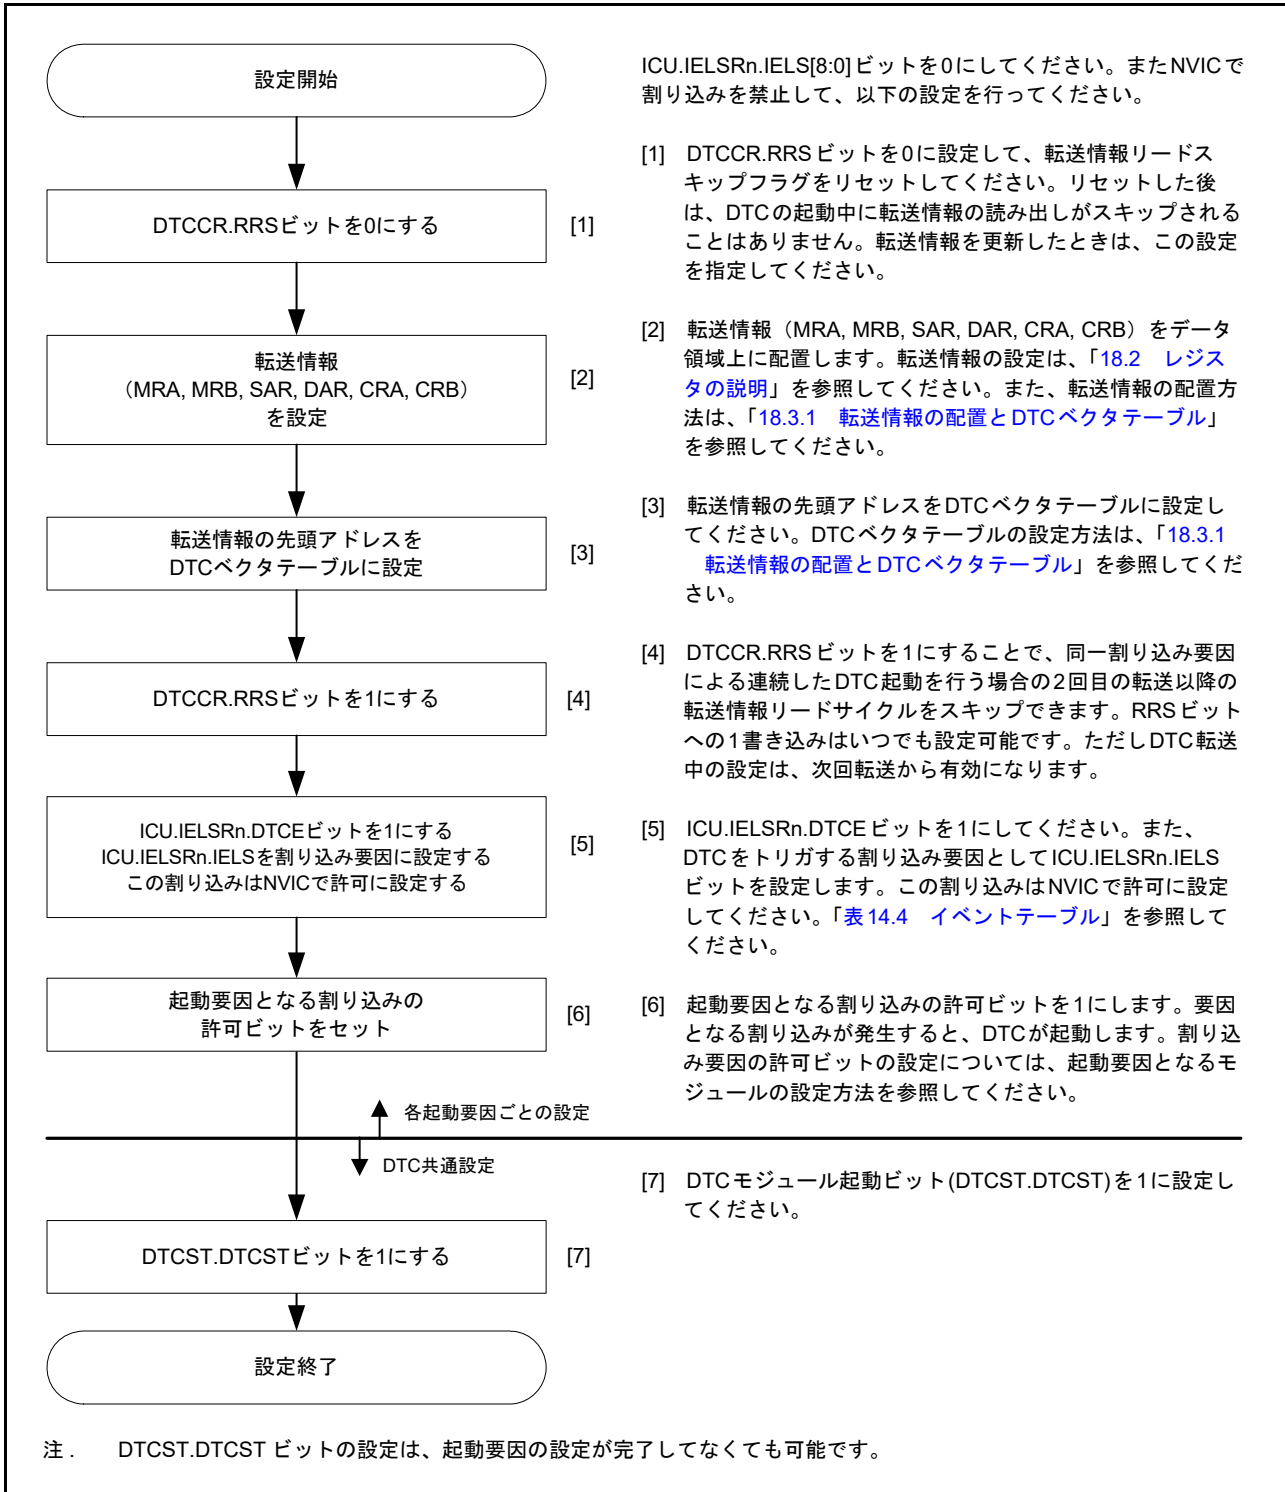 設定開始
DTCCR.RRSビットを0にする
[1]
転送情報
(MRA, MRB, SAR, DAR, CRA, CRB)
を設定
[2]
転送情報の先頭アドレスを
DTCベクタテーブルに設定
[3]
DTCCR.RRSビットを1にする
[4]
ICU.IELSRn.DTCEビットを1にする
ICU.IELSRn.IELSを割り込み要因に設定する
この割り込みはNVICで許可に設定する
[5]
起動要因となる割り込みの
許可ビットをセット
[6]
各起動要因ごとの設定
DTC共通設定
DTCST.DTCSTビットを1にする
[7]
設定終了
ICU.IELSRn.IELS[8:0]ビットを0にしてください。またNVICで
割り込みを禁止して、以下の設定を行ってください。
[1] DTCCR.RRSビットを0に設定して、転送情報リードス
キップフラグをリセットしてください。リセットした後
は、DTCの起動中に転送情報の読み出しがスキップされる
ことはありません。転送情報を更新したときは、この設定
を指定してください。
[2] 転送情報（MRA, MRB, SAR, DAR, CRA, CRB）をデータ
領域上に配置します。転送情報の設定は、「18.2 レジス
タの説明」を参照してください。また、転送情報の配置方
法は、「18.3.1 転送情報の配置とDTCベクタテーブル」
を参照してください。
[3] 転送情報の先頭アドレスをDTCベクタテーブルに設定し
てください。DTCベクタテーブルの設定方法は、「18.3.1
転送情報の配置とDTCベクタテーブル」を参照してくだ
さい。
[4] DTCCR.RRSビットを1にすることで、同一割り込み要因
による連続したDTC起動を行う場合の2回目の転送以降の
転送情報リードサイクルをスキップできます。RRSビット
への1書き込みはいつでも設定可能です。ただしDTC転送
中の設定は、次回転送から有効になります。
[5] ICU.IELSRn.DTCEビットを1にしてください。また、
DTCをトリガする割り込み要因としてICU.IELSRn.IELS
ビットを設定します。この割り込みはNVICで許可に設定
してください。「表14.4 イベントテーブル」を参照して
ください。
[6] 起動要因となる割り込みの許可ビットを1にします。要因
となる割り込みが発生すると、DTCが起動します。割り込
み要因の許可ビットの設定については、起動要因となるモ
ジュールの設定方法を参照してください。
[7] DTCモジュール起動ビット(DTCST.DTCST)を1に設定し
てください。
注． DTCST.DTCST ビットの設定は、起動要因の設定が完了してなくても可能です。